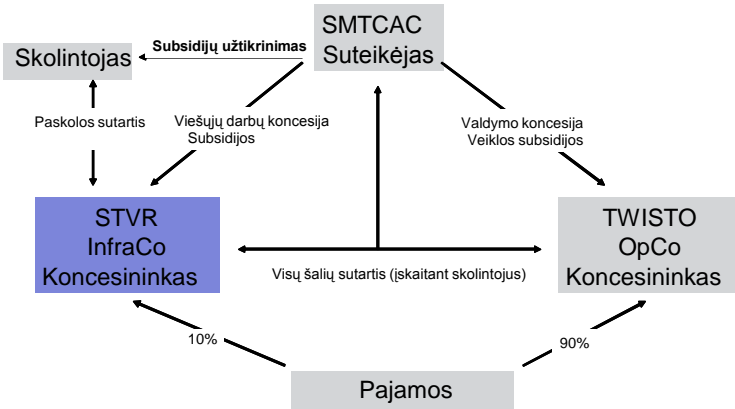 SMTCAC
Suteikėjas
Subsidijų užtikrinimas
Skolintojas
Paskolos sutartis
Viešųjų darbų koncesija
Subsidijos
Valdymo koncesija
Veiklos subsidijos
STVR
InfraCo
Koncesininkas
TWISTO
OpCo
Koncesininkas
Visų šalių sutartis (įskaitant skolintojus)
10%
90%
Pajamos